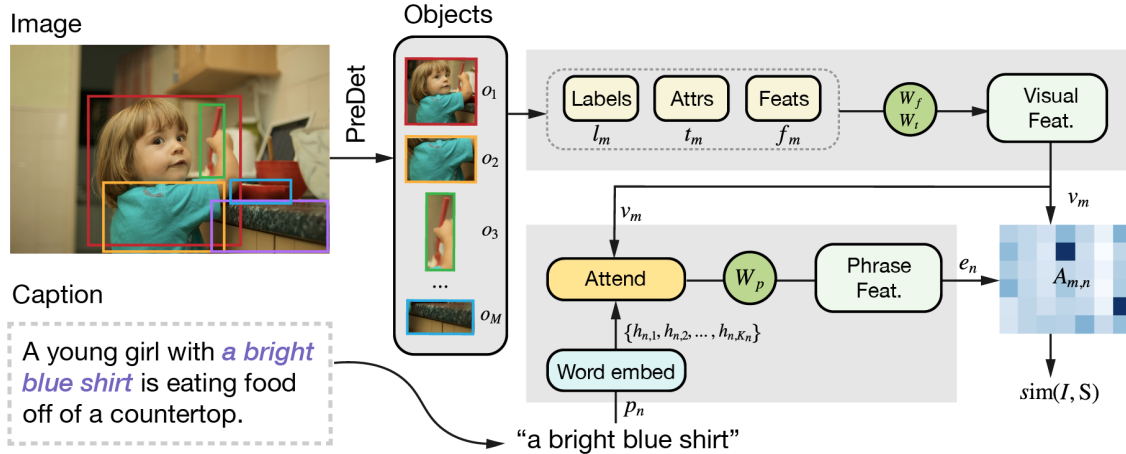 Image
Objects
PreDet
o1
o2
o3
...
oM
Labels
Attrs
Feats
lm
tm
fm
Wf
Wt
Visual
Feat.
vm
vm
Attend
Wp
Phrase
Feat.
en
Am,n
{hn,1, hn,2, ..., hn,Kn}
Word embed
pn
sim(I, S)
Caption
A young girl with a bright
blue shirt is eating food
off of a countertop.
“a bright blue shirt”